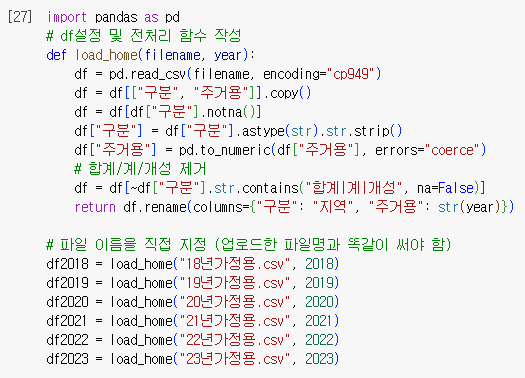 [27] import pandas as pd
# df설정 및 전처리 함수 작성
def load_home(filename, year):
    df = pd.read_csv(filename, encoding="cp949")
    df = df[["구분", "주거용"]].copy()
    df = df[df["구분"].notna()]
    df["구분"] = df["구분"].astype(str).str.strip()
    df["주거용"] = pd.to_numeric(df["주거용"], errors="coerce")
    # 합계/계/개성 제거
    df = df[~df["구분"].str.contains("합계|계|개성", na=False)]
    return df.rename(columns={"구분": "지역", "주거용": str(year)})
# 파일 이름을 직접 지정 (업로드한 파일명과 똑같이 써야 함)
df2018 = load_home("18년가정용.csv", 2018)
df2019 = load_home("19년가정용.csv", 2019)
df2020 = load_home("20년가정용.csv", 2020)
df2021 = load_home("21년가정용.csv", 2021)
df2022 = load_home("22년가정용.csv", 2022)
df2023 = load_home("23년가정용.csv", 2023)